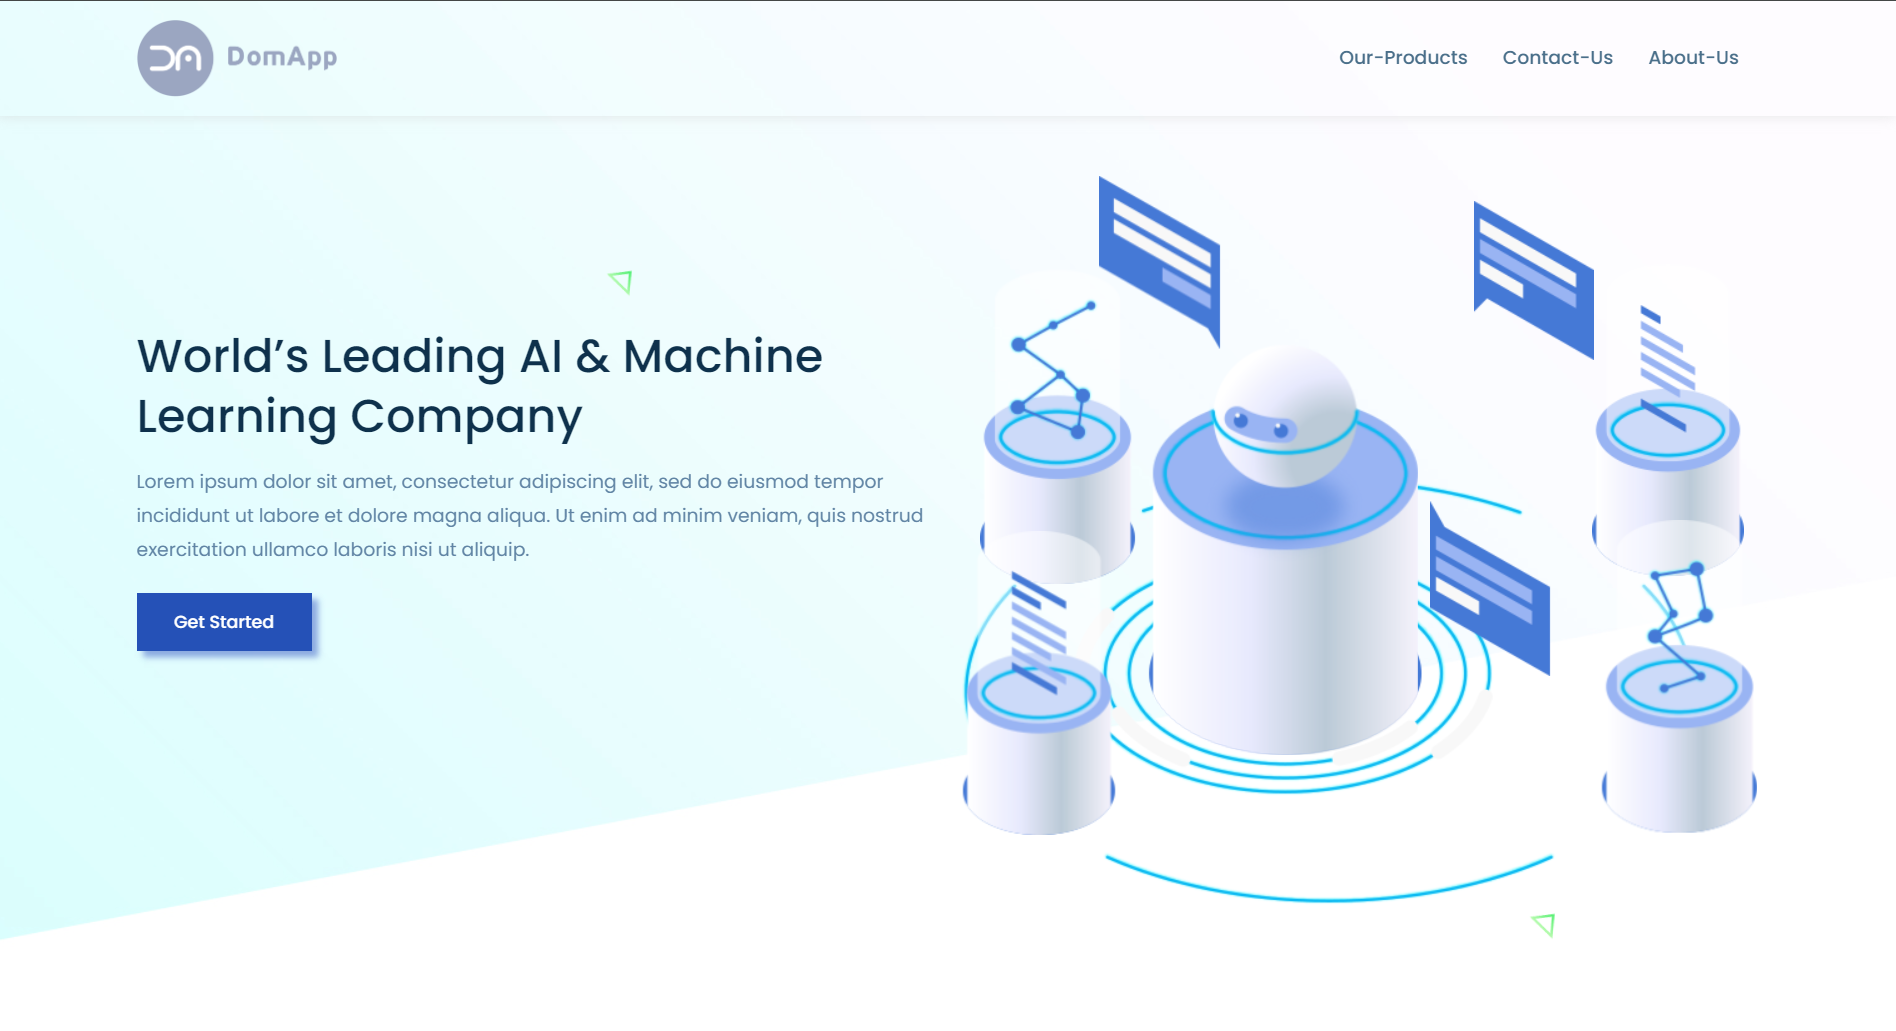 DomApp
Our-Products
Contact-Us
About-Us
World’s Leading AI & Machine
Learning Company
Lorem ipsum dolor sit amet, consectetur adipiscing elit, sed do eiusmod tempor
incididunt ut labore et dolore magna aliqua. Ut enim ad minim veniam, quis nostrud
exercitation ullamco laboris nisi ut aliquip.
Get Started